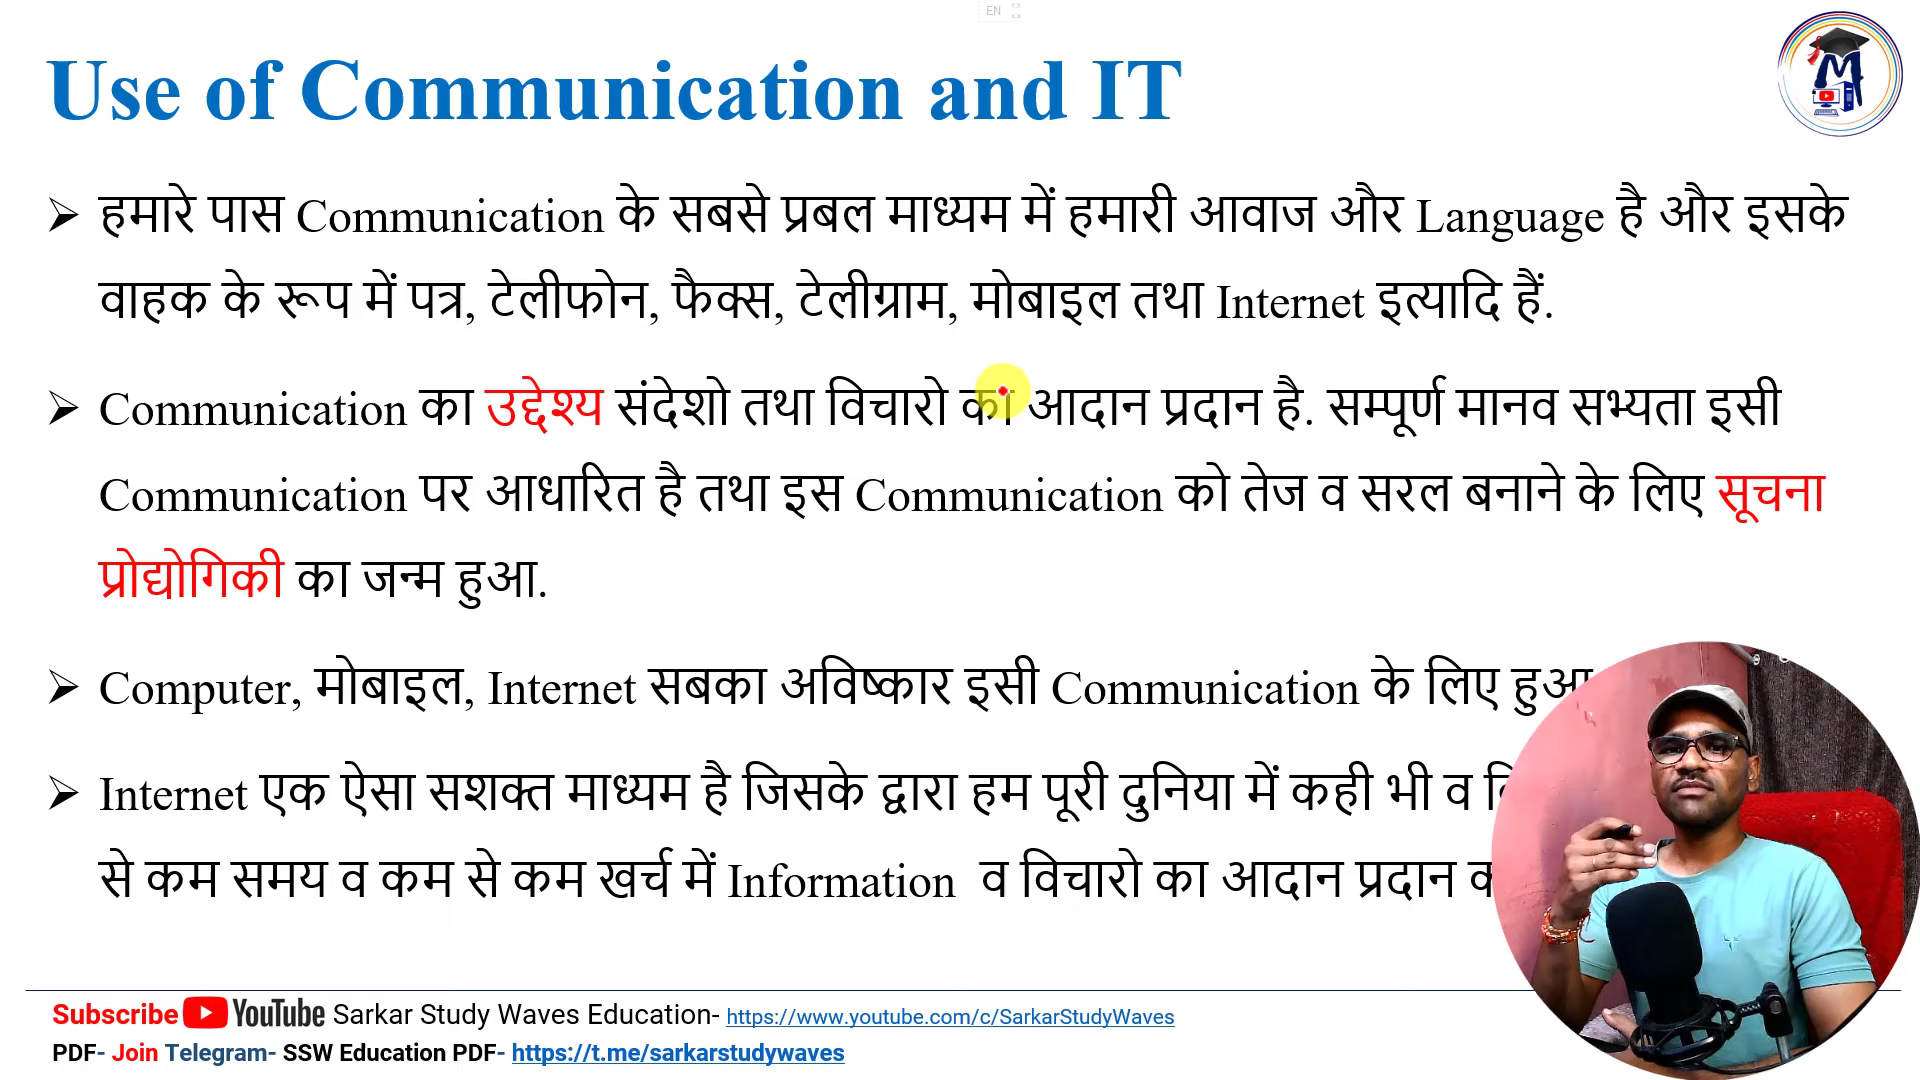 EN
Use of Communication and IT
हमारे पास Communication के सबसे प्रबल माध्यम में हमारी आवाज और Language है और इसके
वाहक के रूप में पत्र, टेलीफोन, फैक्स, टेलीग्राम, मोबाइल तथा Internet इत्यादि हैं.
Communication का उद्देश्य संदेशो तथा विचारो का आदान प्रदान है. सम्पूर्ण मानव सभ्यता इसी
Communication पर आधारित है तथा इस Communication को तेज व सरल बनाने के लिए सूचना
प्रोद्योगिकी का जन्म हुआ.
Computer, मोबाइल, Internet सबका अविष्कार इसी Communication के लिए हुआ
Internet एक ऐसा सशक्त माध्यम है जिसके द्वारा हम पूरी दुनिया में कही भी व
से कम समय व कम से कम खर्च में Information व विचारो का आदान प्रदान
Subscribe YouTube Sarkar Study Waves Education- https://www.youtube.com/c/SarkarStudyWaves
PDF- Join Telegram- SSW Education PDF- https://t.me/sarkarstudywaves